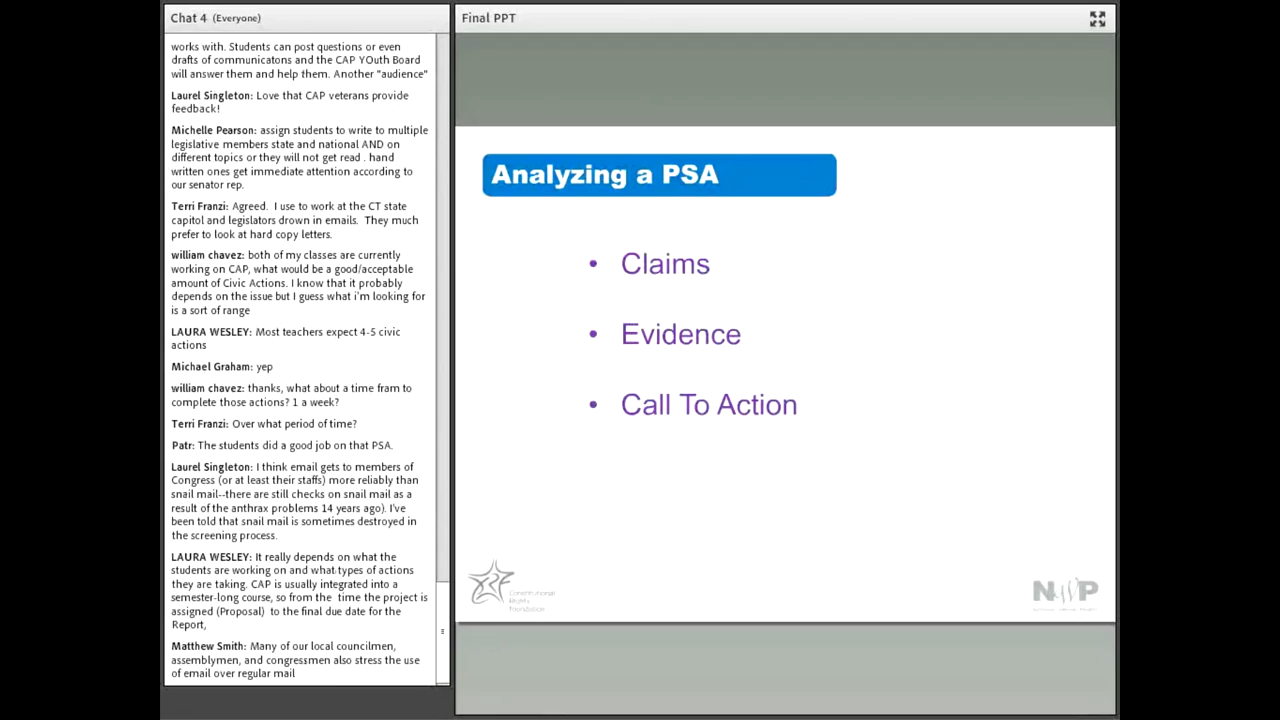 Chat 4 (Everyone)
works with. Students can post questions or even
drafts of communicatons and the CAP YOuth Board
will answer them and help them. Another "audience"
Laurel Singleton: Love that CAP veterans provide
feedback!
Michelle Pearson: assign students to write to multiple
legislative members state and national AND on
different topics or they will not get read . hand
written ones get immediate attention according to
our senator rep.
Terri Franzi: Agreed.  I use to work at the CT state
capitol and legislators drown in emails.  They much
prefer to look at hard copy letters.
william chavez: both of my classes are currently
working on CAP, what would be a good/acceptable
amount of Civic Actions. I know that it probably
depends on the issue but I guess what i'm looking for
is a sort of range
LAURA WESLEY: Most teachers expect 4-5 civic
actions
Michael Graham: yep
william chavez: thanks, what about a time fram to
complete those actions? 1 a week?
Terri Franzi: Over what period of time?
Patr: The students did a good job on that PSA.
Laurel Singleton: I think email gets to members of
Congress (or at least their staffs) more reliably than
snail mail--there are still checks on snail mail as a
result of the anthrax problems 14 years ago). I've
been told that snail mail is sometimes destroyed in
the screening process.
LAURA WESLEY: It really depends on what the
students are working on and what types of actions
they are taking. CAP is usually integrated into a
semester-long course, so from the  time the project is
assigned (Proposal)  to the final due date for the
Report,
Matthew Smith: Many of our local councilmen,
assemblymen, and congressmen also stress the use
of email over regular mail
Final PPT
Analyzing a PSA
• Claims
• Evidence
• Call To Action
Constitutional
Rights
Foundation